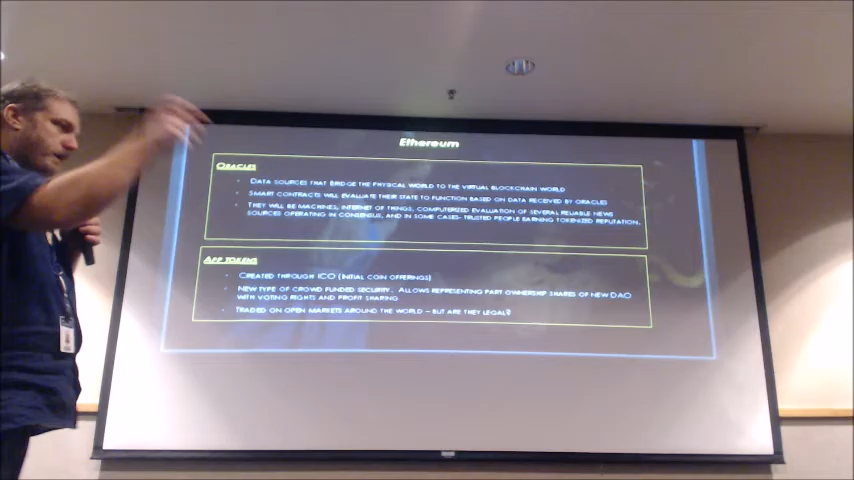 Ethereum
Oracles
Data sources that bridge the physical world to the virtual blockchain world
Smart contracts will evaluate their state to function based on data received by oracles
They will be machines, internet of things, computerized evaluation of several reliable news
sources operating in consensus, and in some cases- trusted people earning tokenized reputation.
App tokens
Created through ICO (initial coin offerings)
New type of crowd funded security. Allows representing part ownership shares of new DAO
with voting rights and profit sharing
Traded on open markets around the world – but are they legal?